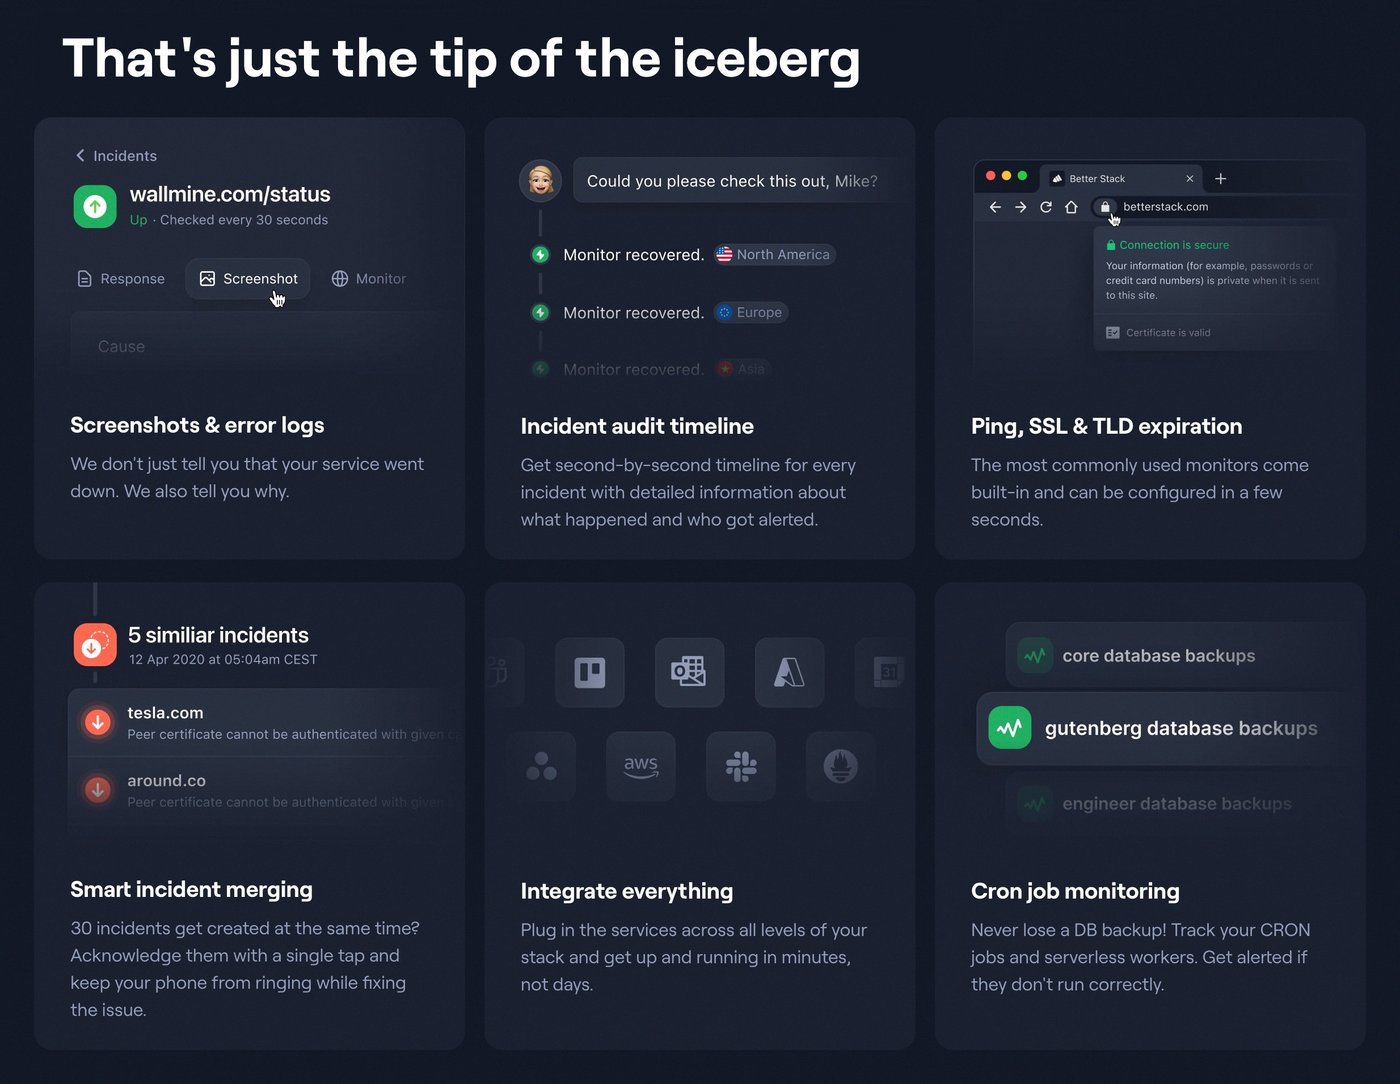 That's just the tip of the iceberg
Incidents
wallmine.com/status
Up · Checked every 30 seconds
Response
Screenshot
Monitor
Cause
Screenshots & error logs
We don't just tell you that your service went
down. We also tell you why.
Could you please check this out, Mike?
Monitor recovered. North America
Monitor recovered. Europe
Monitor recovered. Asia
Incident audit timeline
Get second-by-second timeline for every
incident with detailed information about
what happened and who got alerted.
Better Stack
betterstack.com
Connection is secure
Your information (for example, passwords or
credit card numbers) is private when it is sent
to this site.
Certificate is valid
Ping, SSL & TLD expiration
The most commonly used monitors come
built-in and can be configured in a few
seconds.
5 similiar incidents
12 Apr 2020 at 05:04am CEST
tesla.com
Peer certificate cannot be authenticated with given
around.co
Peer certificate cannot be authenticated with given
Smart incident merging
30 incidents get created at the same time?
Acknowledge them with a single tap and
keep your phone from ringing while fixing
the issue.
O
31
aws
Integrate everything
Plug in the services across all levels of your
stack and get up and running in minutes,
not days.
core database backups
gutenberg database backups
engineer database backups
Cron job monitoring
Never lose a DB backup! Track your CRON
jobs and serverless workers. Get alerted if
they don't run correctly.